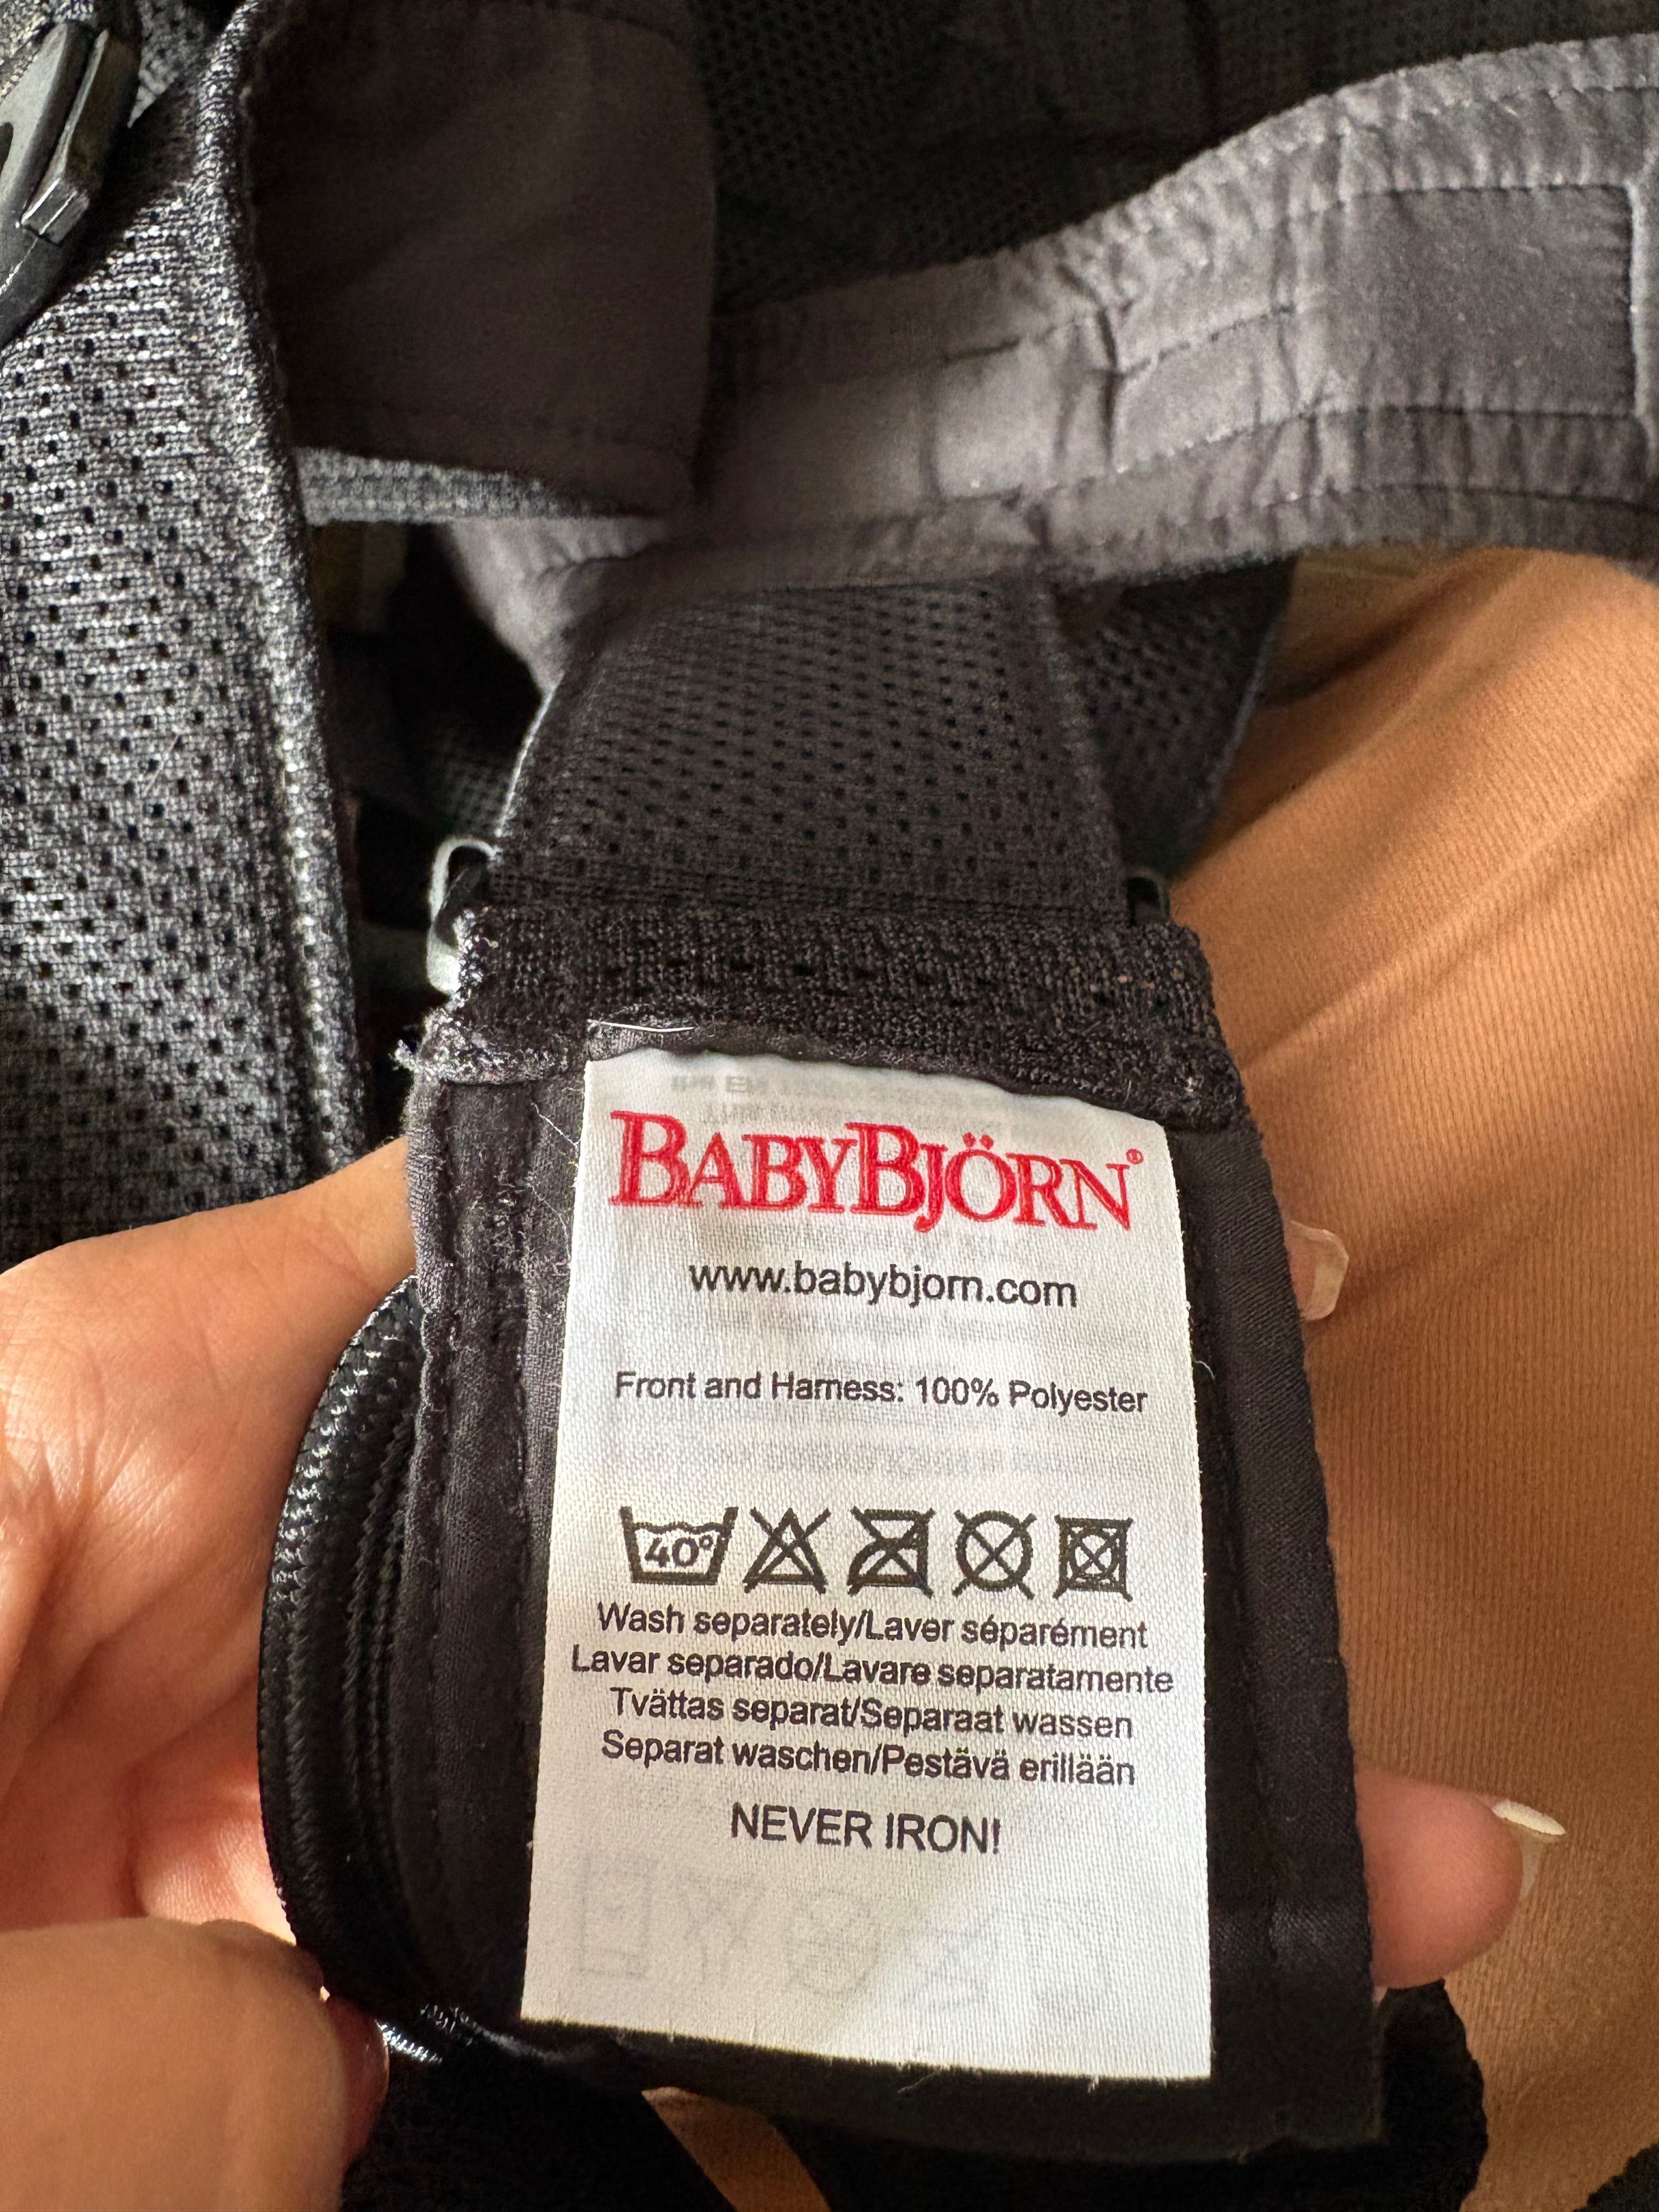 BABYBJÖRN®
www.babybjorn.com
Front and Harness: 100% Polyester
40°
Wash separately/Laver séparément
Lavar separado/Lavare separatamente
Tvättas separat/Separaat wassen
Separat waschen/Pestävä erillään
NEVER IRON!